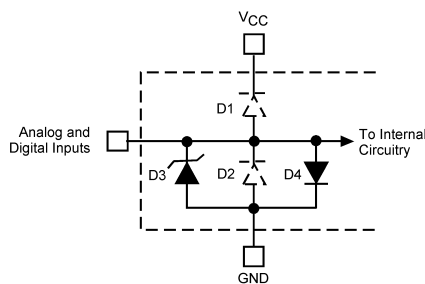 VCC
D1
Analog and
Digital Inputs
To Internal
Circuitry
D3
D2
D4
GND